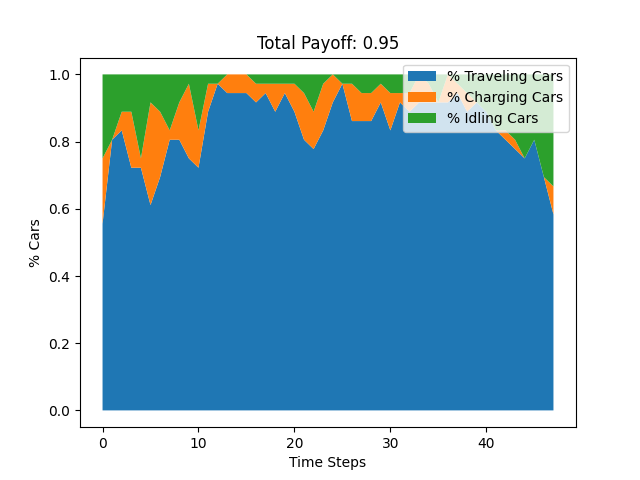 Total Payoff: 0.95
% Traveling Cars
% Charging Cars
% Idling Cars
1.0
0.8
0.6
0.4
0.2
0.0
% Cars
0
10
20
30
40
Time Steps